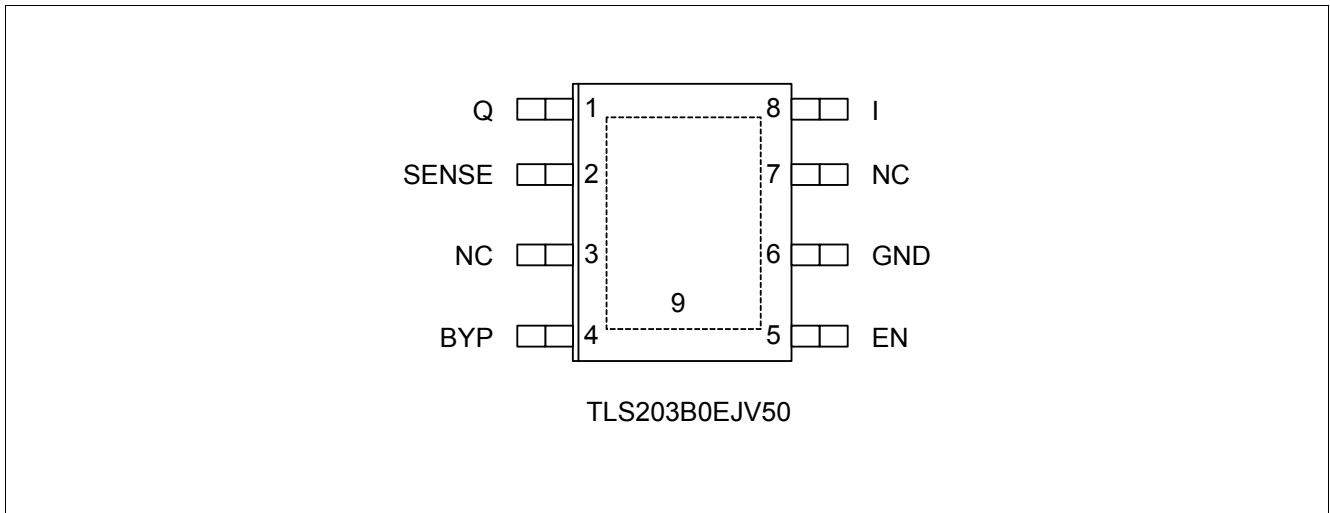 Q 1 8 I
SENSE 2 7 NC
NC 3 6 GND
9
BYP 4 5 EN
TLS203B0EJV50